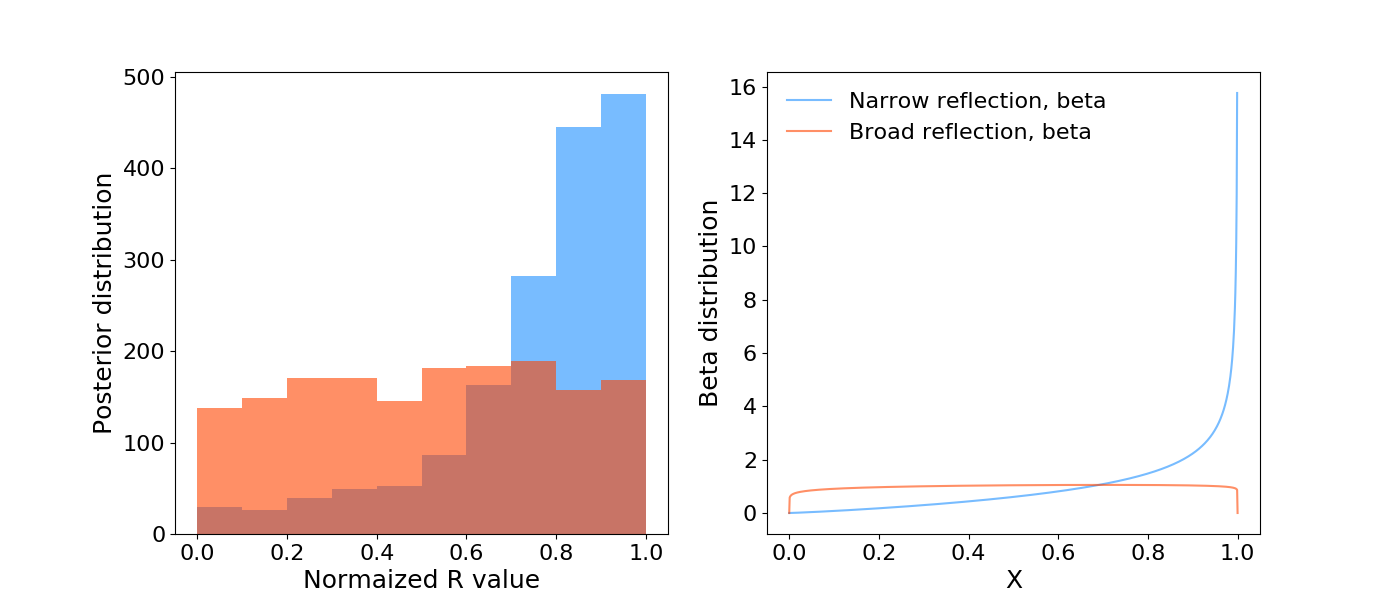 500
400
300
200
100
0
Posterior distribution
0.0 0.2 0.4 0.6 0.8 1.0
Normaized R value
16
14
12
10
8
6
4
2
0
Beta distribution
Narrow reflection, beta
Broad reflection, beta
0.0 0.2 0.4 0.6 0.8 1.0
X